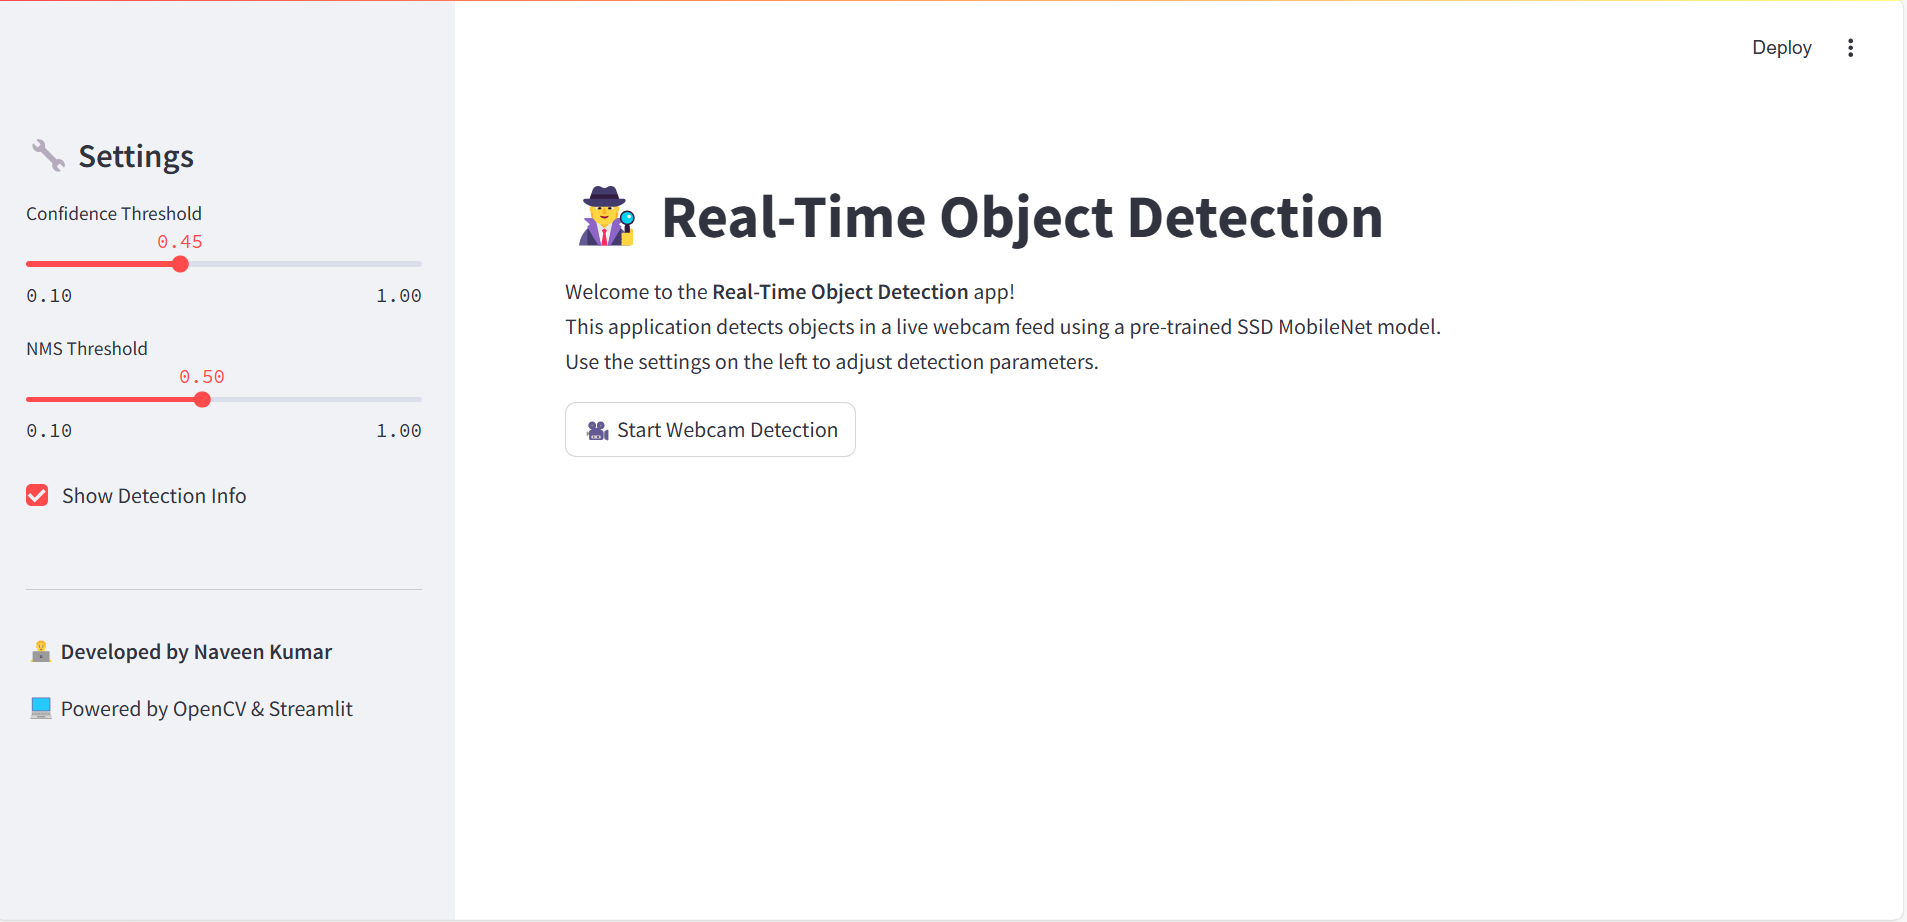 Deploy
Settings
Confidence Threshold
0.45
0.10 1.00
NMS Threshold
0.50
0.10 1.00
Show Detection Info
Developed by Naveen Kumar
Powered by OpenCV & Streamlit
Real-Time Object Detection
Welcome to the Real-Time Object Detection app!
This application detects objects in a live webcam feed using a pre-trained SSD MobileNet model.
Use the settings on the left to adjust detection parameters.
Start Webcam Detection